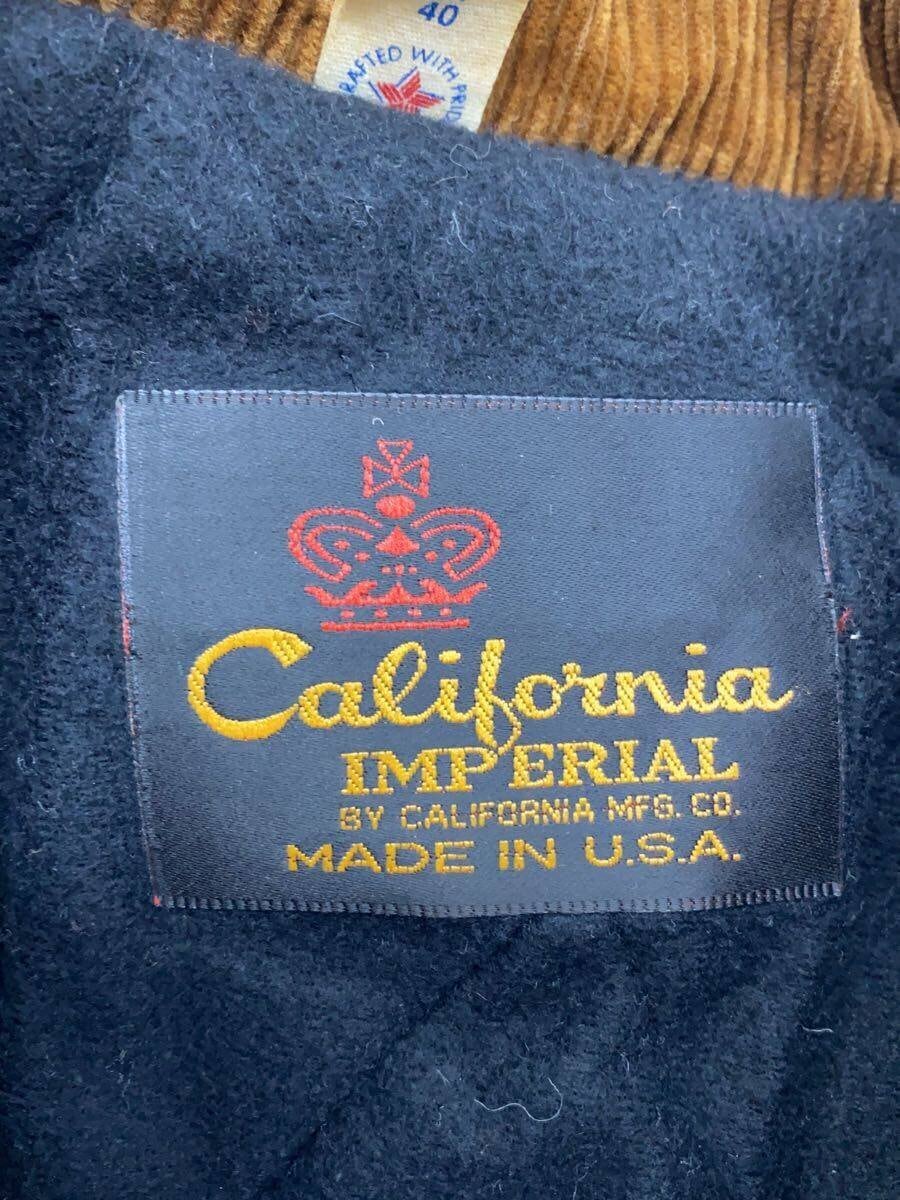 40
RAFTED WITH PRID
California
IMPERIAL
BY CALIFORNIA MFG. CO.
MADE IN U.S.A.